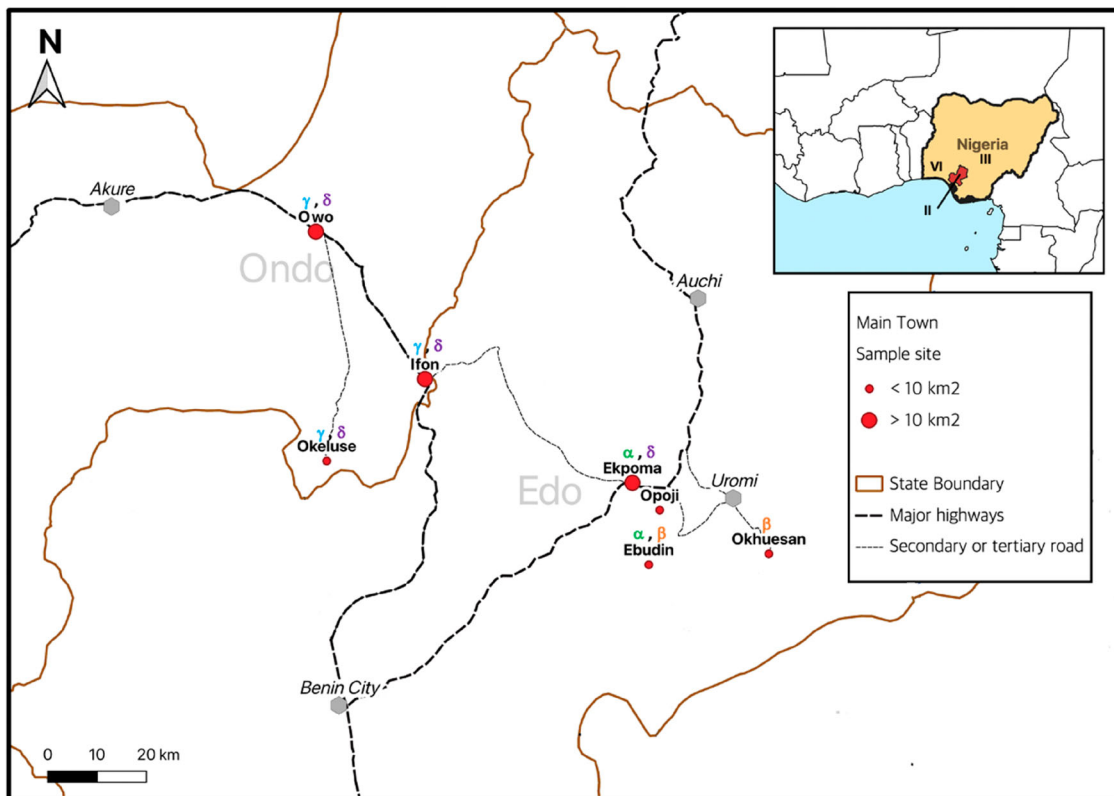 N
Akure
γ , δ
Owo
Ondo
γ, δ
Ifon
γ δ
Okeluse
Auchi
α , δ
Ekpoma
Opoji
Edo
Uromi
α , β
Ebudin
β
Okhuesan
Benin City
0 10 20 km
Nigeria
III
VI
II
Main Town
Sample site
< 10 km2
> 10 km2
State Boundary
Major highways
Secondary or tertiary road